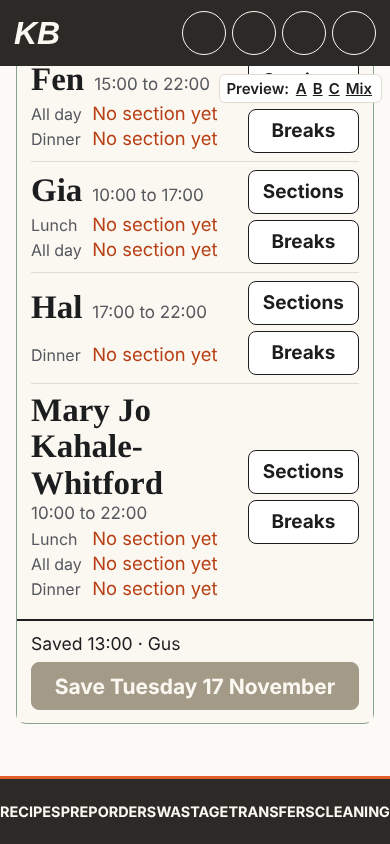 KB
Fen 15:00 to 22:00
Preview: A B C Mix
All day No section yet
Dinner No section yet
Breaks
Gia 10:00 to 17:00
Sections
Lunch No section yet
All day No section yet
Breaks
Hal 17:00 to 22:00
Sections
Dinner No section yet
Breaks
Mary Jo
Kahale-
Whitford
10:00 to 22:00
Sections
Breaks
Lunch No section yet
All day No section yet
Dinner No section yet
Saved 13:00 · Gus
Save Tuesday 17 November
RECIPESPREPORDERSWASTAGETRANSFERSCLEANING